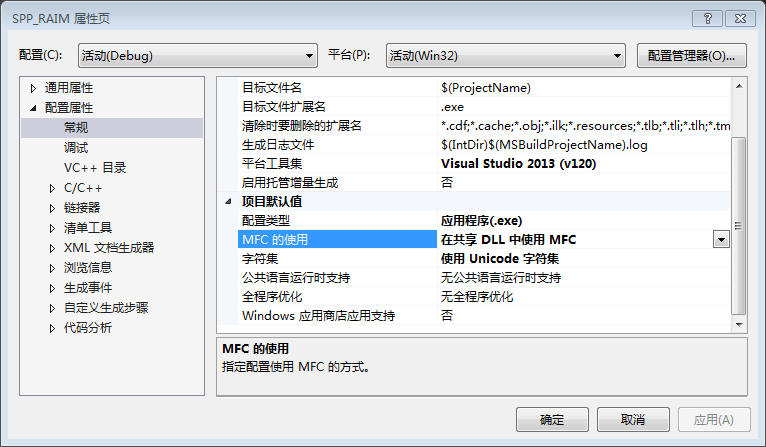 SPP_RAIM 属性页
配置(C): 活动(Debug) 平台(P): 活动(Win32) 配置管理器(O)...
通用属性
配置属性
常规
调试
VC++ 目录
C/C++
链接器
清单工具
XML 文档生成器
浏览信息
生成事件
自定义生成步骤
代码分析
目标文件名 $(ProjectName)
目标文件扩展名 .exe
清除时要删除的扩展名 *.cdf;*.cache;*.obj;*.ilk;*.resources;*.tlb;*.tli;*.tlh;*.tm
生成日志文件 $(IntDir)$(MSBuildProjectName).log
平台工具集 Visual Studio 2013 (v120)
启用托管增量生成 否
项目默认值
配置类型 应用程序(.exe)
MFC 的使用 在共享 DLL 中使用 MFC
字符集 使用 Unicode 字符集
公共语言运行时支持 无公共语言运行时支持
全程序优化 无全程序优化
Windows 应用商店应用支持 否
MFC 的使用
指定配置使用 MFC 的方式。
确定 取消 应用(A)